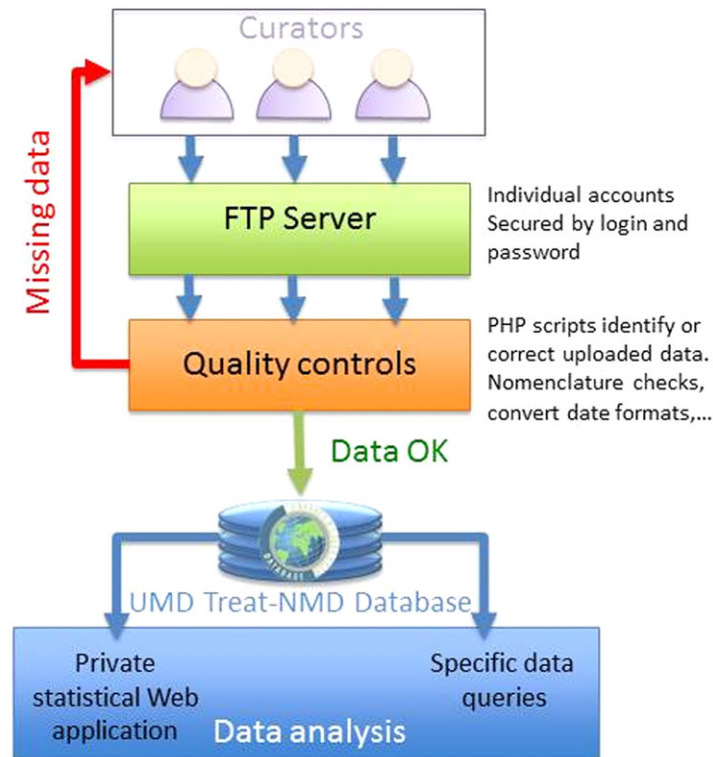 Curators
Missing data
FTP Server
Individual accounts
Secured by login and
password
Quality controls
PHP scripts identify or
correct uploaded data.
Nomenclature checks,
convert date formats,...
Data OK
DATABASE
UMD Treat-NMD Database
Private
statistical Web
application
Specific data
queries
Data analysis